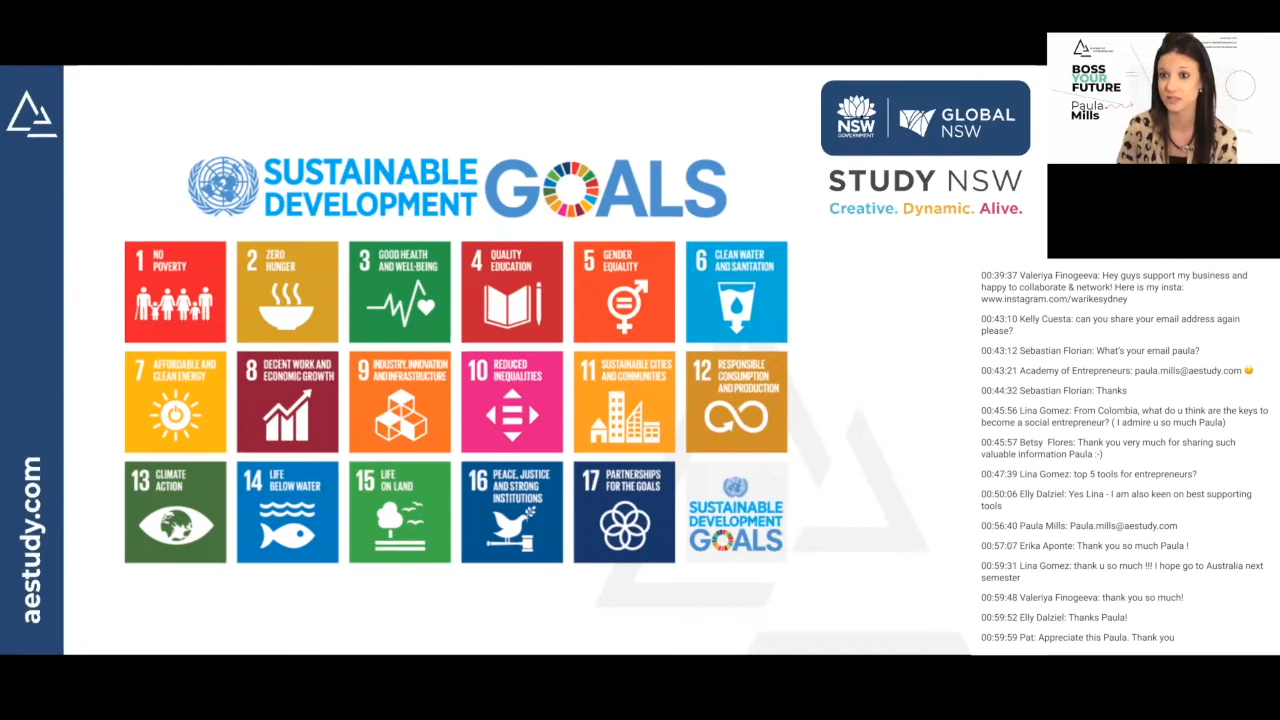 aestudy.com
SUSTAINABLE
DEVELOPMENT
GOALS
1 NO
POVERTY
2 ZERO
HUNGER
3 GOOD HEALTH
AND WELL-BEING
4 QUALITY
EDUCATION
5 GENDER
EQUALITY
6 CLEAN WATER
AND SANITATION
7 AFFORDABLE AND
CLEAN ENERGY
8 DECENT WORK AND
ECONOMIC GROWTH
9 INDUSTRY, INNOVATION
AND INFRASTRUCTURE
10 REDUCED
INEQUALITIES
11 SUSTAINABLE CITIES
AND COMMUNITIES
12 RESPONSIBLE
CONSUMPTION
AND PRODUCTION
13 CLIMATE
ACTION
14 LIFE
BELOW WATER
15 LIFE
ON LAND
16 PEACE, JUSTICE
AND STRONG
INSTITUTIONS
17 PARTNERSHIPS
FOR THE GOALS
SUSTAINABLE
DEVELOPMENT
GOALS
NSW
GOVERNMENT
GLOBAL
NSW
STUDY NSW
Creative. Dynamic. Alive.
BOSS
YOUR
FUTURE
Paula
Mills
00:39:37 Valeriya Finogeeva: Hey guys support my business and
happy to collaborate & network! Here is my insta:
www.instagram.com/warikesydney
00:43:10 Kelly Cuesta: can you share your email address again
please?
00:43:12 Sebastian Florian: What's your email paula?
00:43:21 Academy of Entrepreneurs: paula.mills@aestudy.com 🙂
00:44:32 Sebastian Florian: Thanks
00:45:56 Lina Gomez: From Colombia, what do u think are the keys to
become a social entrepreneur? ( I admire u so much Paula)
00:45:57 Betsy  Flores: Thank you very much for sharing such
valuable information Paula :-)
00:47:39 Lina Gomez: top 5 tools for entrepreneurs?
00:50:06 Elly Dalziel: Yes Lina - I am also keen on best supporting
tools
00:56:40 Paula Mills: Paula.mills@aestudy.com
00:57:07 Erika Aponte: Thank you so much Paula !
00:59:31 Lina Gomez: thank u so much !!! I hope go to Australia next
semester
00:59:48 Valeriya Finogeeva: thank you so much!
00:59:52 Elly Dalziel: Thanks Paula!
00:59:59 Pat: Appreciate this Paula. Thank you